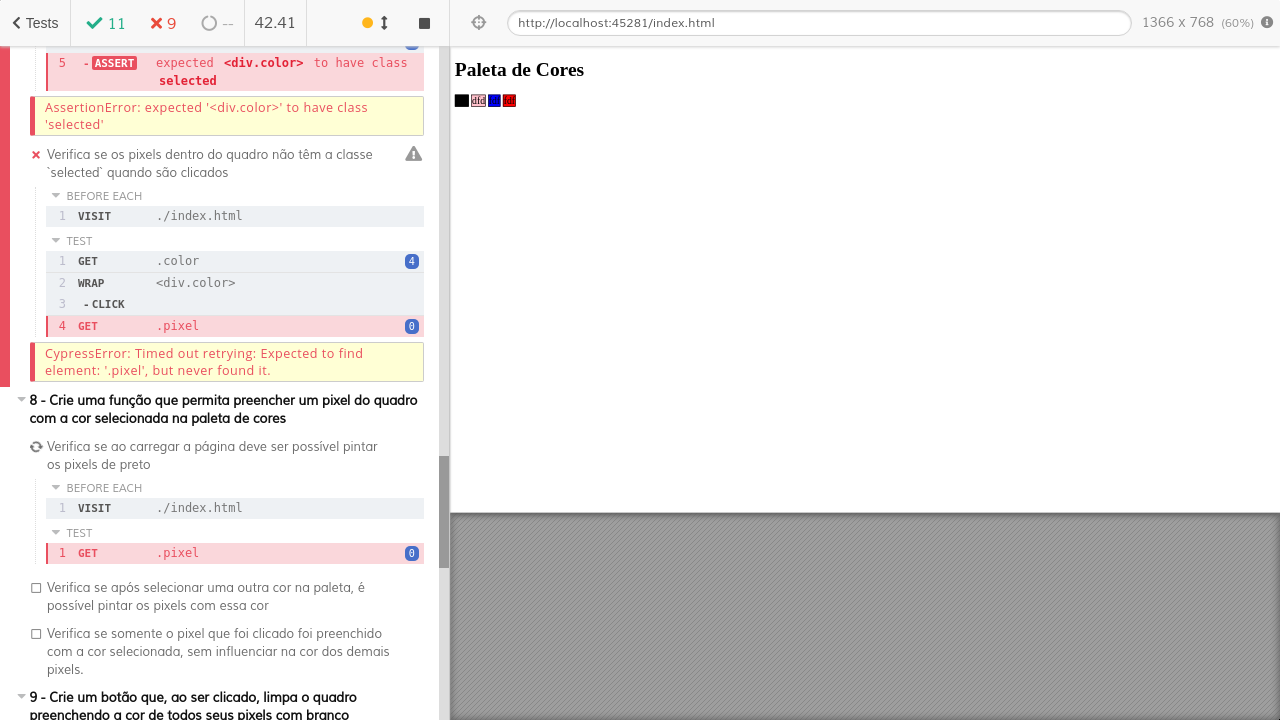 Tests
11
9
--
42.41
http://localhost:45281/index.html
1366 x 768 (60%)
5 - ASSERT expected <div.color> to have class
selected
AssertionError: expected '<div.color>' to have class
'selected'
Verifica se os pixels dentro do quadro não têm a classe
`selected` quando são clicados
BEFORE EACH
1 VISIT ./index.html
TEST
1 GET .color 4
2 WRAP <div.color>
3 - CLICK
4 GET .pixel 0
CypressError: Timed out retrying: Expected to find
element: '.pixel', but never found it.
8 - Crie uma função que permita preencher um pixel do quadro
com a cor selecionada na paleta de cores
Verifica se ao carregar a página deve ser possível pintar
os pixels de preto
BEFORE EACH
1 VISIT ./index.html
TEST
1 GET .pixel 0
Verifica se após selecionar uma outra cor na paleta, é
possível pintar os pixels com essa cor
Verifica se somente o pixel que foi clicado foi preenchido
com a cor selecionada, sem influenciar na cor dos demais
pixels.
9 - Crie um botão que, ao ser clicado, limpa o quadro
preenchendo a cor de todos seus pixels com branco
Paleta de Cores
dfd